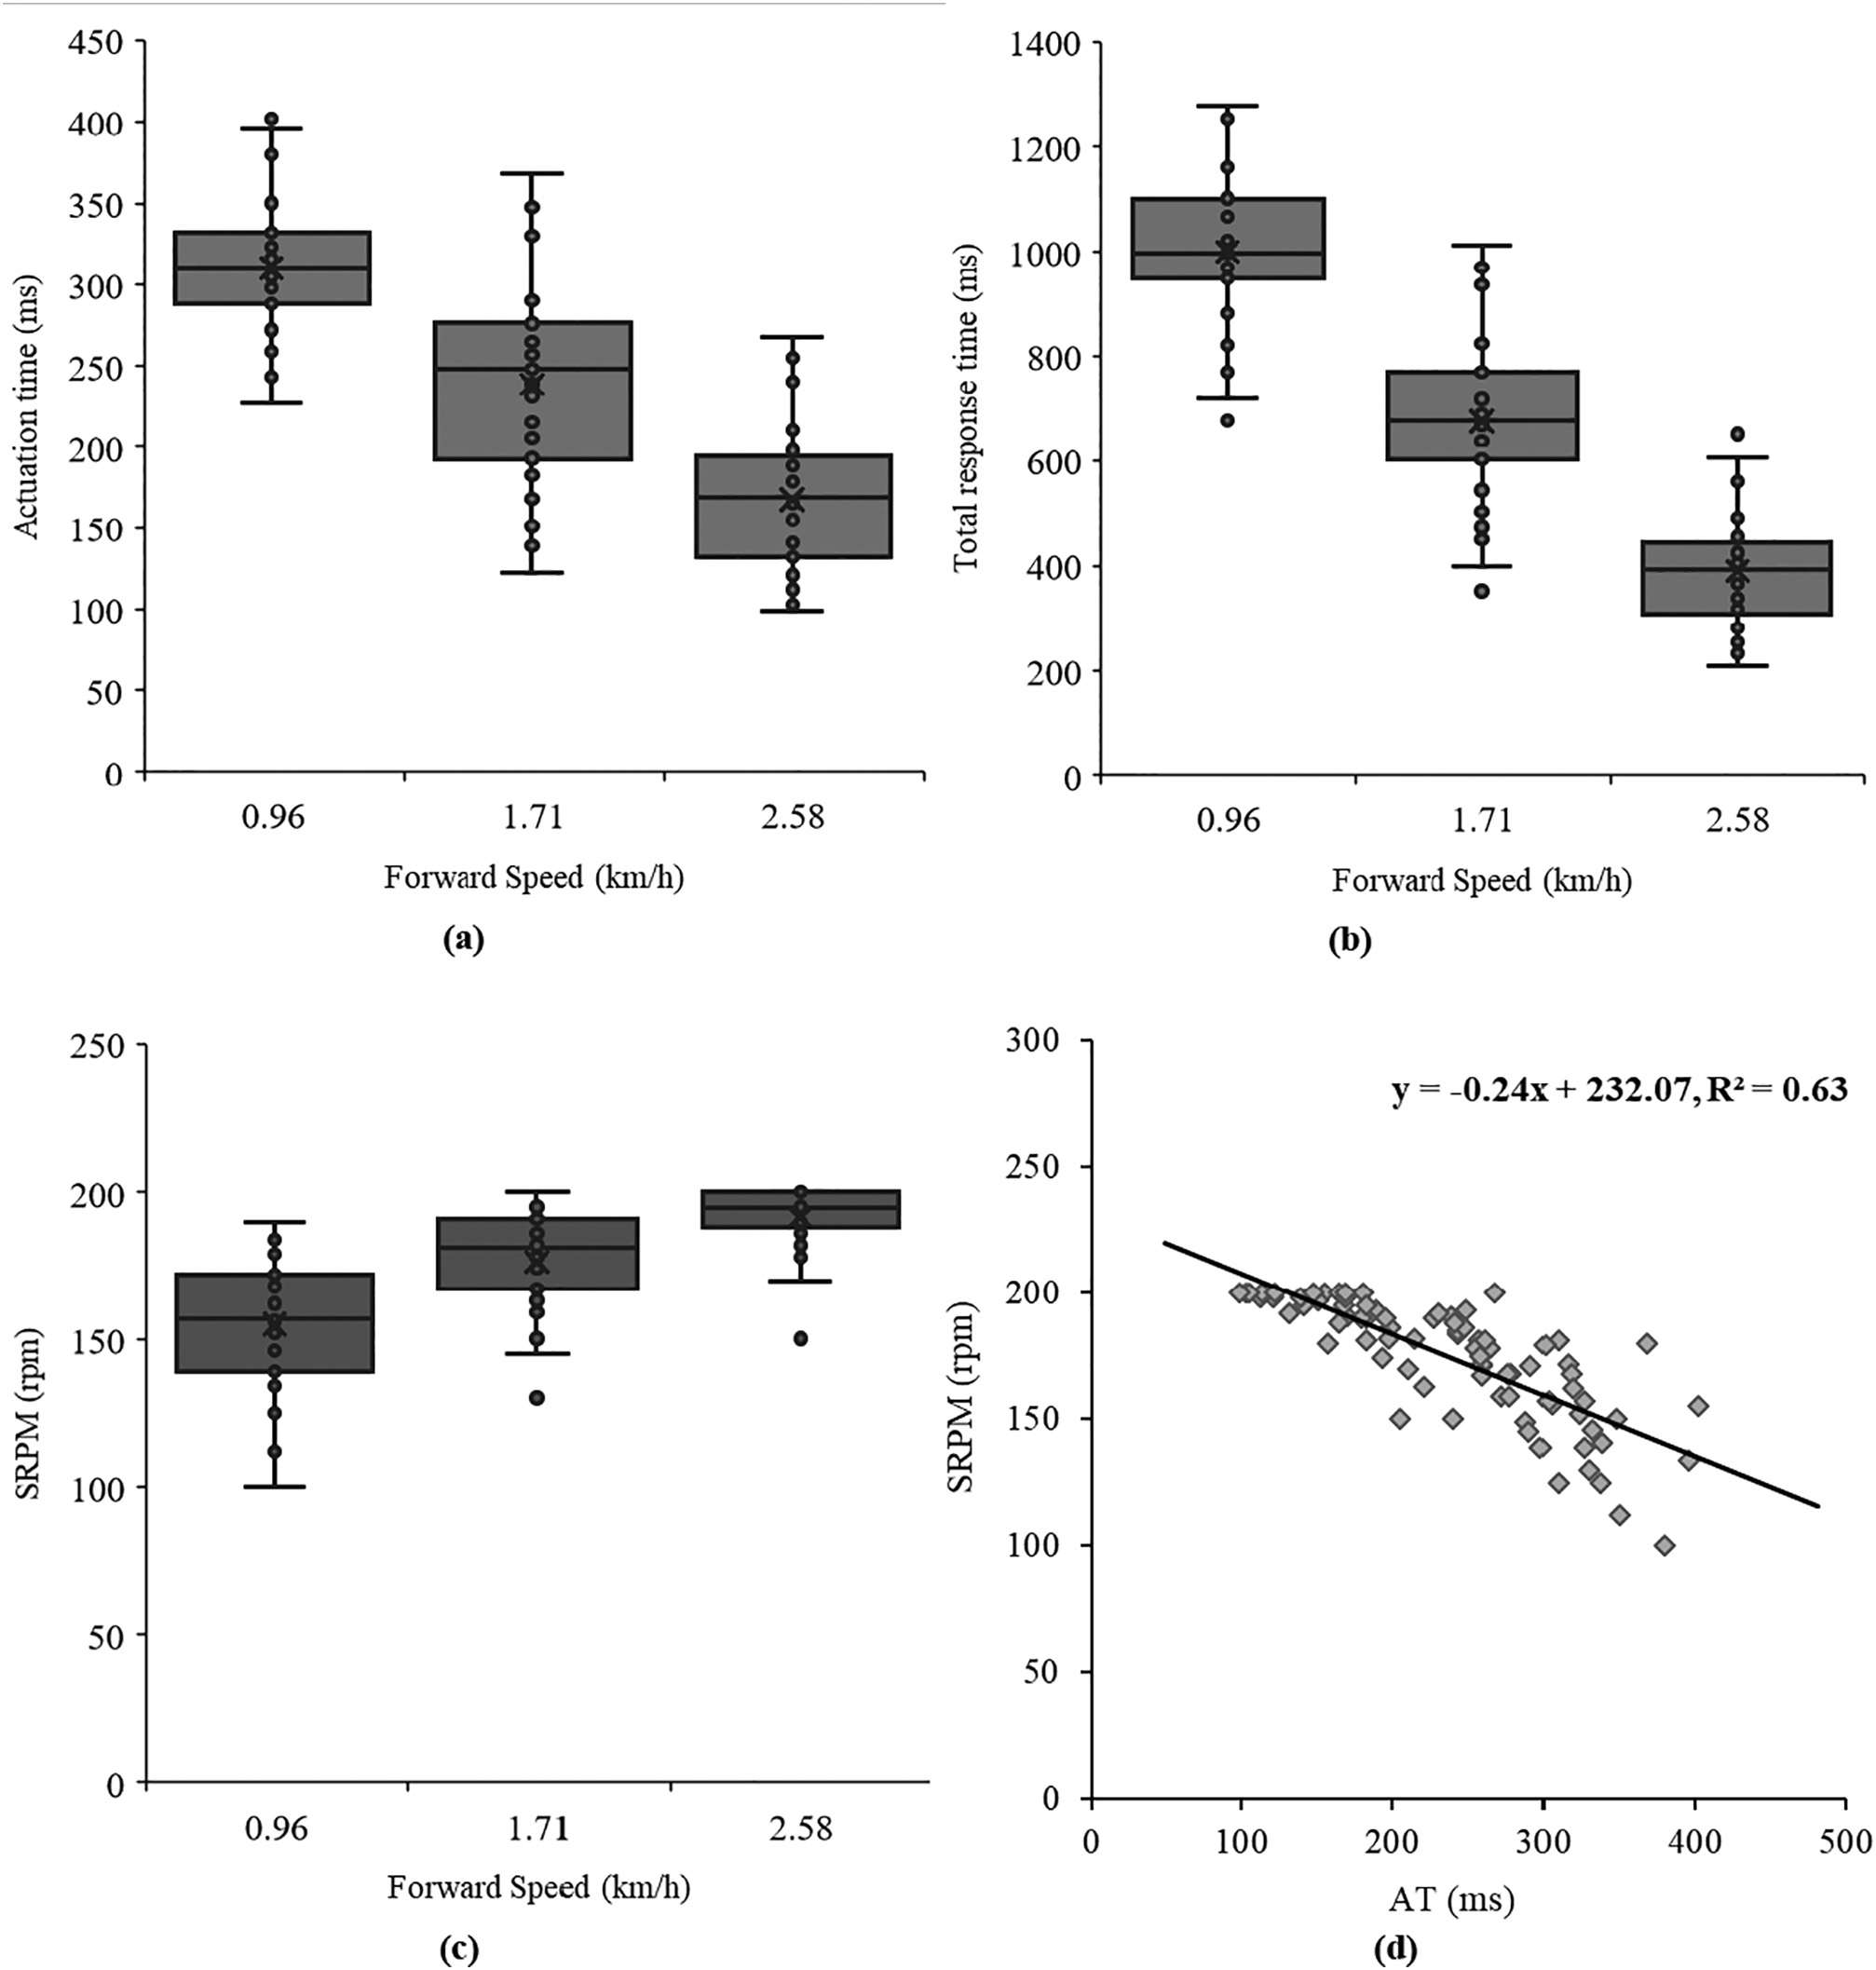 450
400
350
300
250
200
150
100
50
0
Actuation time (ms)
0.96 1.71 2.58
Forward Speed (km/h)
(a)
1400
1200
1000
800
600
400
200
0
Total response time (ms)
0.96 1.71 2.58
Forward Speed (km/h)
(b)
250
200
150
100
50
0
SRPM (rpm)
0.96 1.71 2.58
Forward Speed (km/h)
(c)
y = -0.24x + 232.07, R² = 0.63
300
250
200
150
100
50
0
SRPM (rpm)
0 100 200 300 400 500
AT (ms)
(d)